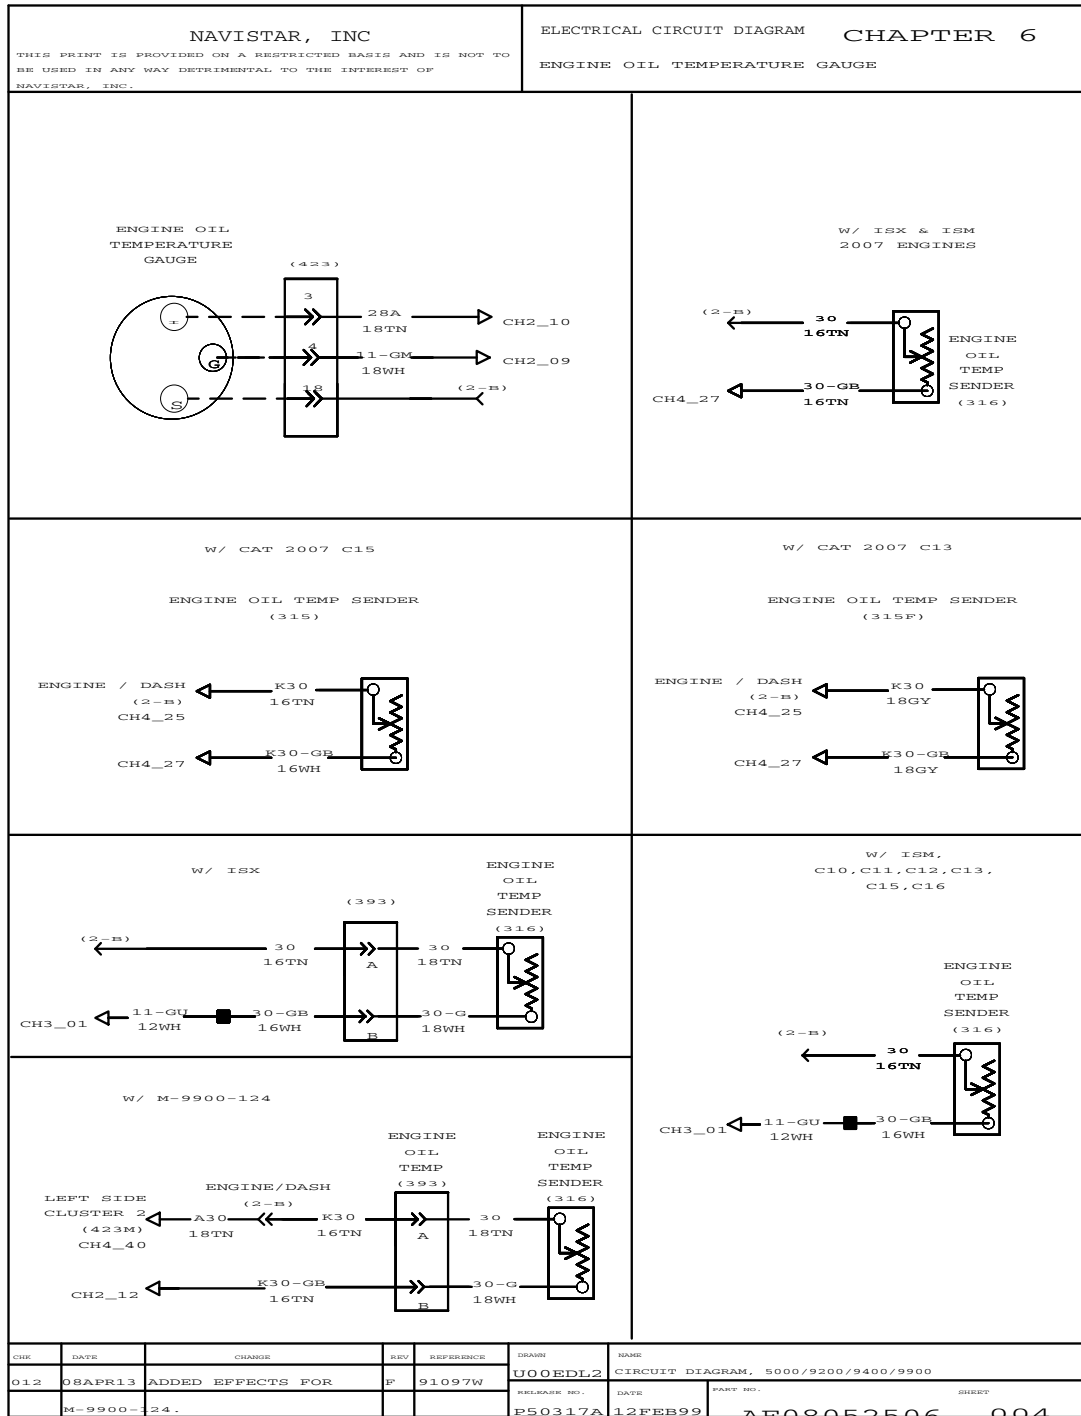 NAVISTAR, INC
THIS PRINT IS PROVIDED ON A RESTRICTED BASIS AND IS NOT TO
BE USED IN ANY WAY DETRIMENTAL TO THE INTEREST OF
NAVISTAR, INC.
ELECTRICAL CIRCUIT DIAGRAM CHAPTER 6
ENGINE OIL TEMPERATURE GAUGE
ENGINE OIL
TEMPERATURE
GAUGE
(423)
I
G
S
3
28A
18TN
CH2_10
4
11-GM
18WH
CH2_09
18
(2-B)
W/ ISX & ISM
2007 ENGINES
(2-B)
30
16TN
CH4_27
30-GB
16TN
ENGINE
OIL
TEMP
SENDER
(316)
W/ CAT 2007 C15
ENGINE OIL TEMP SENDER
(315)
ENGINE / DASH
(2-B)
CH4_25
K30
16TN
CH4_27
K30-GB
16WH
W/ CAT 2007 C13
ENGINE OIL TEMP SENDER
(315F)
ENGINE / DASH
(2-B)
CH4_25
K30
18GY
CH4_27
K30-GB
18GY
W/ ISX
(393)
ENGINE
OIL
TEMP
SENDER
(316)
(2-B)
30
16TN
A
30
18TN
CH3_01
11-GU
12WH
30-GB
16WH
B
30-G
18WH
W/ ISM,
C10,C11,C12,C13,
C15,C16
ENGINE
OIL
TEMP
SENDER
(316)
(2-B)
30
16TN
CH3_01
11-GU
12WH
30-GB
16WH
W/ M-9900-124
ENGINE
OIL
TEMP
(393)
ENGINE
OIL
TEMP
SENDER
(316)
LEFT SIDE
CLUSTER 2
(423M)
CH4_40
ENGINE/DASH
(2-B)
A30
18TN
K30
16TN
A
30
18TN
CH2_12
K30-GB
16TN
B
30-G
18WH
CHK DATE CHANGE REV REFERENCE
012 08APR13 ADDED EFFECTS FOR F 91097W
M-9900-124.
DRAWN
U00EDL2
NAME
CIRCUIT DIAGRAM, 5000/9200/9400/9900
RELEASE NO.
P50317A
DATE
12FEB99
PART NO. SHEET